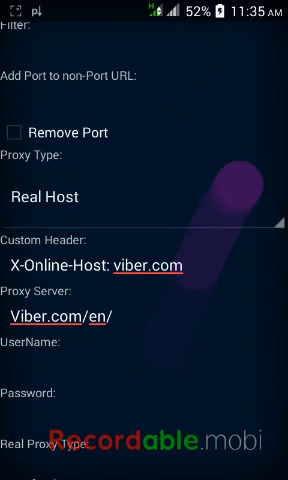 H
52%
11:35 AM
Filter:
Add Port to non-Port URL:
Remove Port
Proxy Type:
Real Host
Custom Header:
X-Online-Host: viber.com
Proxy Server:
Viber.com/en/
UserName:
Password:
Real Proxy Type:
Recordable.mobi